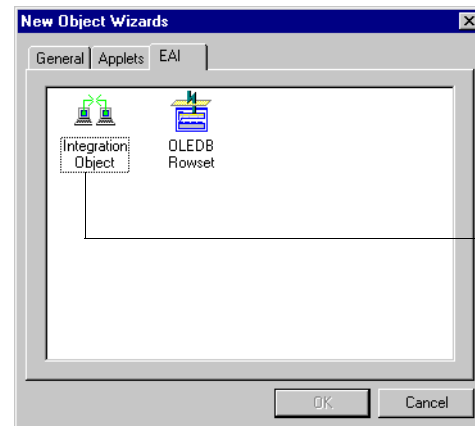 New Object Wizards
General Applets EAI
Integration Object
OLEDB Rowset
OK Cancel